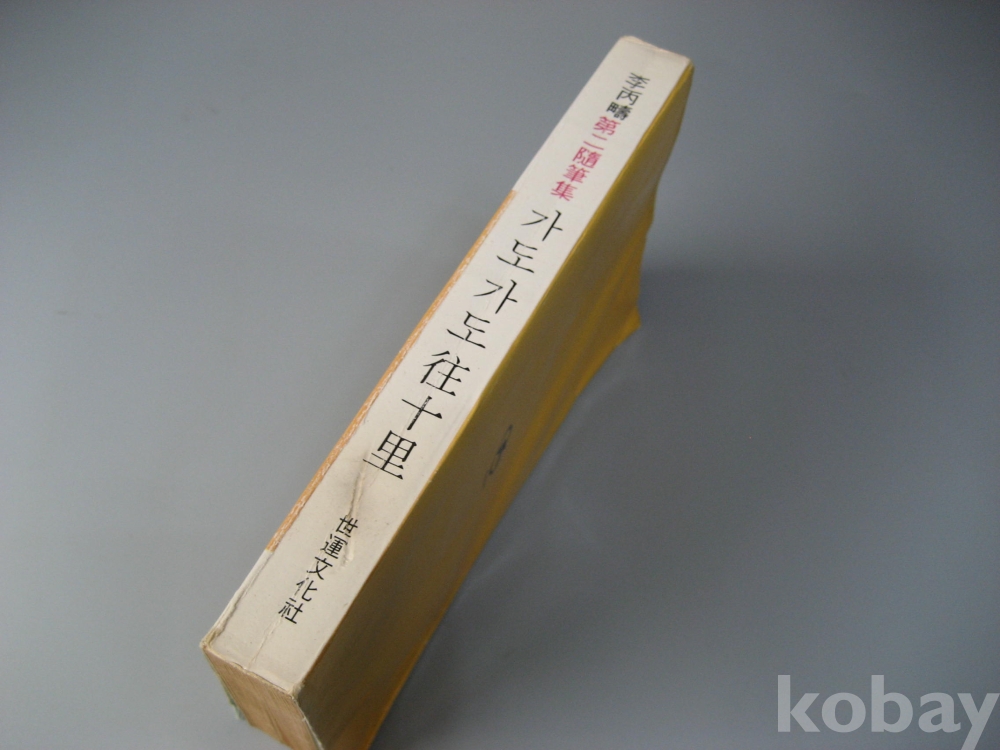 李丙疇 第二隨筆集
가도가도 往十里
世運文化社
kobay